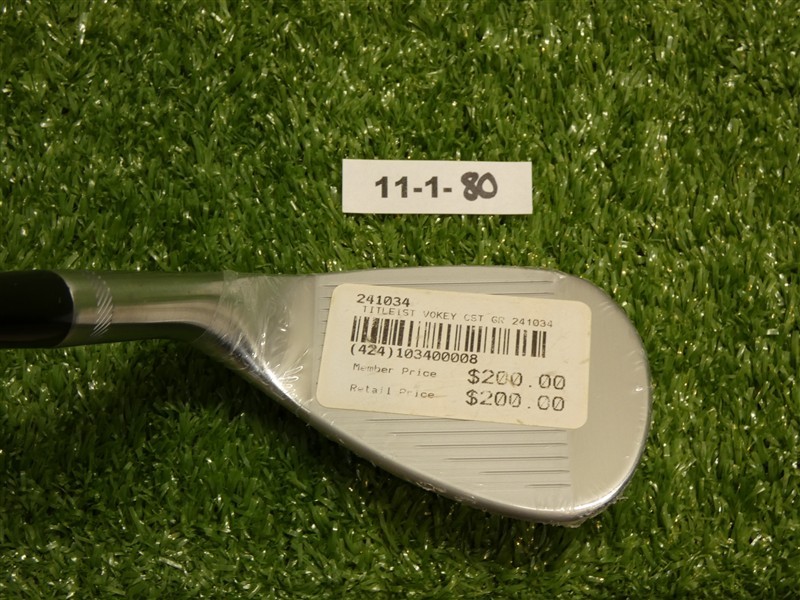 11-1-80
241034
TITLEIST VOKEY CST GR 241034
(424)103400008
Member Price $200.00
Retail Price $200.00